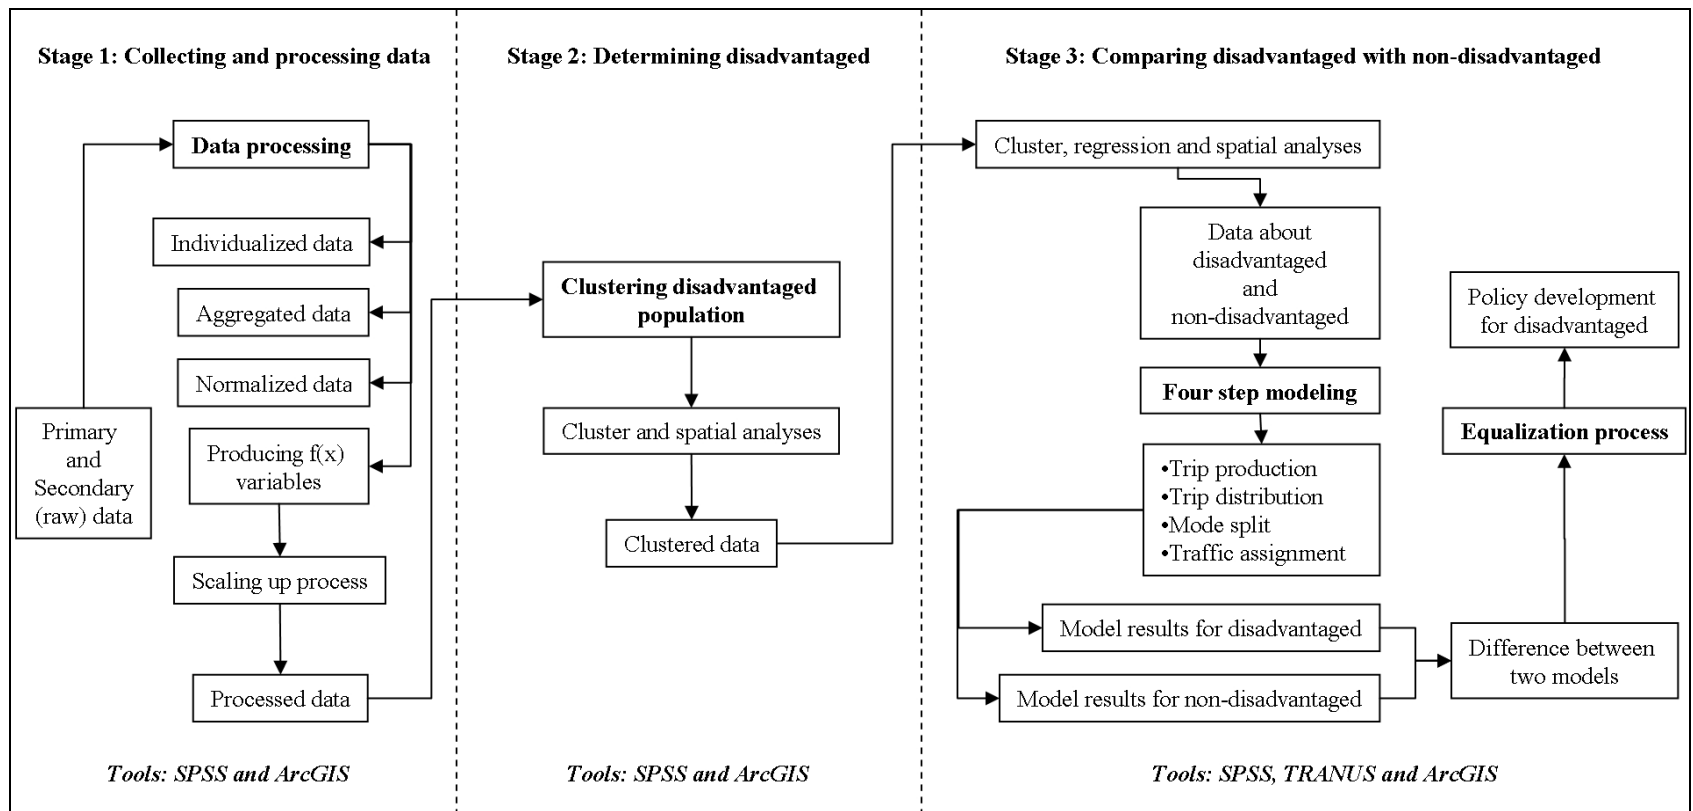 Stage 1: Collecting and processing data
Data processing
Individualized data
Aggregated data
Normalized data
Primary
and
Secondary
(raw) data
Producing f(x)
variables
Scaling up process
Processed data
Tools: SPSS and ArcGIS
Stage 2: Determining disadvantaged
Clustering disadvantaged
population
Cluster and spatial analyses
Clustered data
Tools: SPSS and ArcGIS
Stage 3: Comparing disadvantaged with non-disadvantaged
Cluster, regression and spatial analyses
Data about
disadvantaged
and
non-disadvantaged
Four step modeling
•Trip production
•Trip distribution
•Mode split
•Traffic assignment
Model results for disadvantaged
Model results for non-disadvantaged
Difference between
two models
Equalization process
Policy development
for disadvantaged
Tools: SPSS, TRANUS and ArcGIS